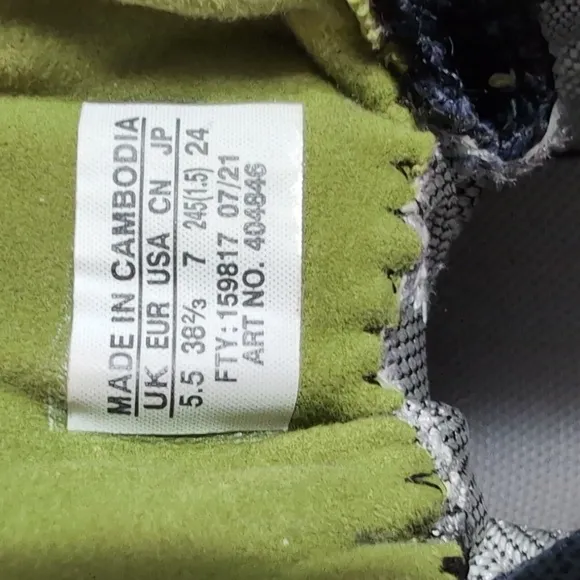 MADE IN CAMBODIA
UK EUR USA CN JP
5.5 38⅔ 7 245(1.5) 24
FTY: 159817 07/21
ART NO. 404846